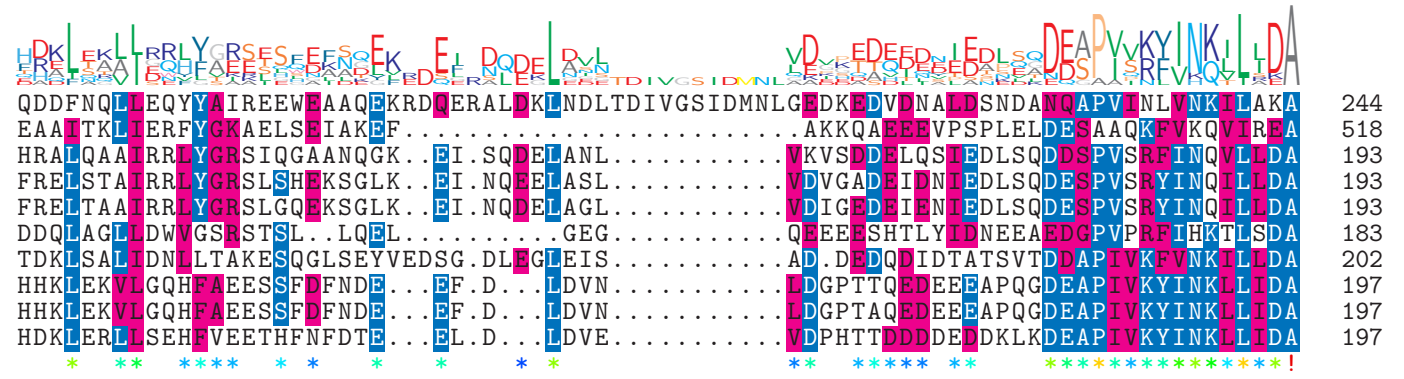 QDDFNQLLEQYYAIREEWEAAQEKRDQERALDKLNDLTDIVGSIDMNLGEDKEDVDNALDSNDANQAPVINLVNKILAKA 244
EAAITKLIERFYGKAELSEIAKEF.........................AKKQAEEEVPSPLELDESAAQKFVKQVIREA 518
HRALQAAIRRLYGRSIQGAANQGK..EI.SQDELANL...........VKVSDDELQSIEDLSQDDSPVSRFINQVLLDA 193
FRELSTAIRRLYGRSLSHEKSGLK..EI.NQEELASL...........VDVGADEIDNIEDLSQDESPVSRYINQILLDA 193
FRELTAAIRRLYGRSLGQEKSGLK..EI.NQDELAGL...........VDIGEDEIENIEDLSQDESPVSRYINQILLDA 193
DDQLAGLLDWVGSRSTSL..LQEL..........GEG...........QEEEESHTLYIDNEEAEDGPVPRFIHKTLSDA 183
TDKLSALIDNLLTAKESQGLSEYVEDSG.DLEGLEIS...........AD.DEDQDIDTATSVTDDAPIVKFVNKILLDA 202
HHKLEKVLGQHFAEESSFDFNDE...EF.D...LDVN...........LDGPTTQEDEEEAPQGDEAPIVKYINKLLIDA 197
HHKLEKVLGQHFAEESSFDFNDE...EF.D...LDVN...........LDGPTAQEDEEEAPQGDEAPIVKYINKLLIDA 197
HDKLERLLSEHFVEETHFNFDTE...EL.D...LDVE...........VDPHTTDDDDDEDDKLKDEAPIVKYINKLLIDA 197
   *  **  ****  * *   *   *    * *              **  ***** **    ***************!